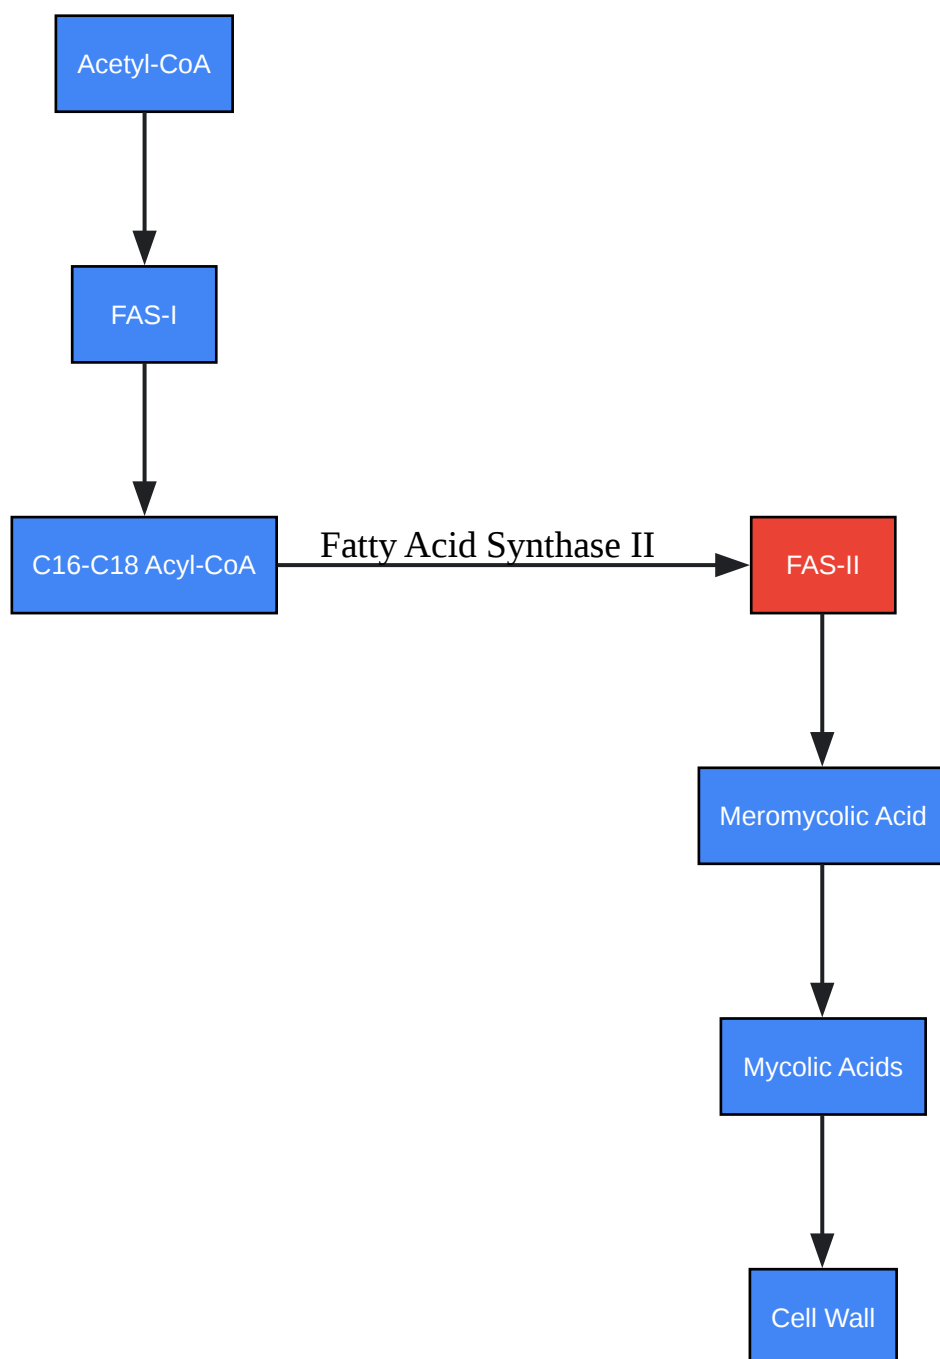 Acetyl-CoA
FAS-I
C16-C18 Acyl-CoA
Fatty Acid Synthase II
FAS-II
Meromycolic Acid
Mycolic Acids
Cell Wall